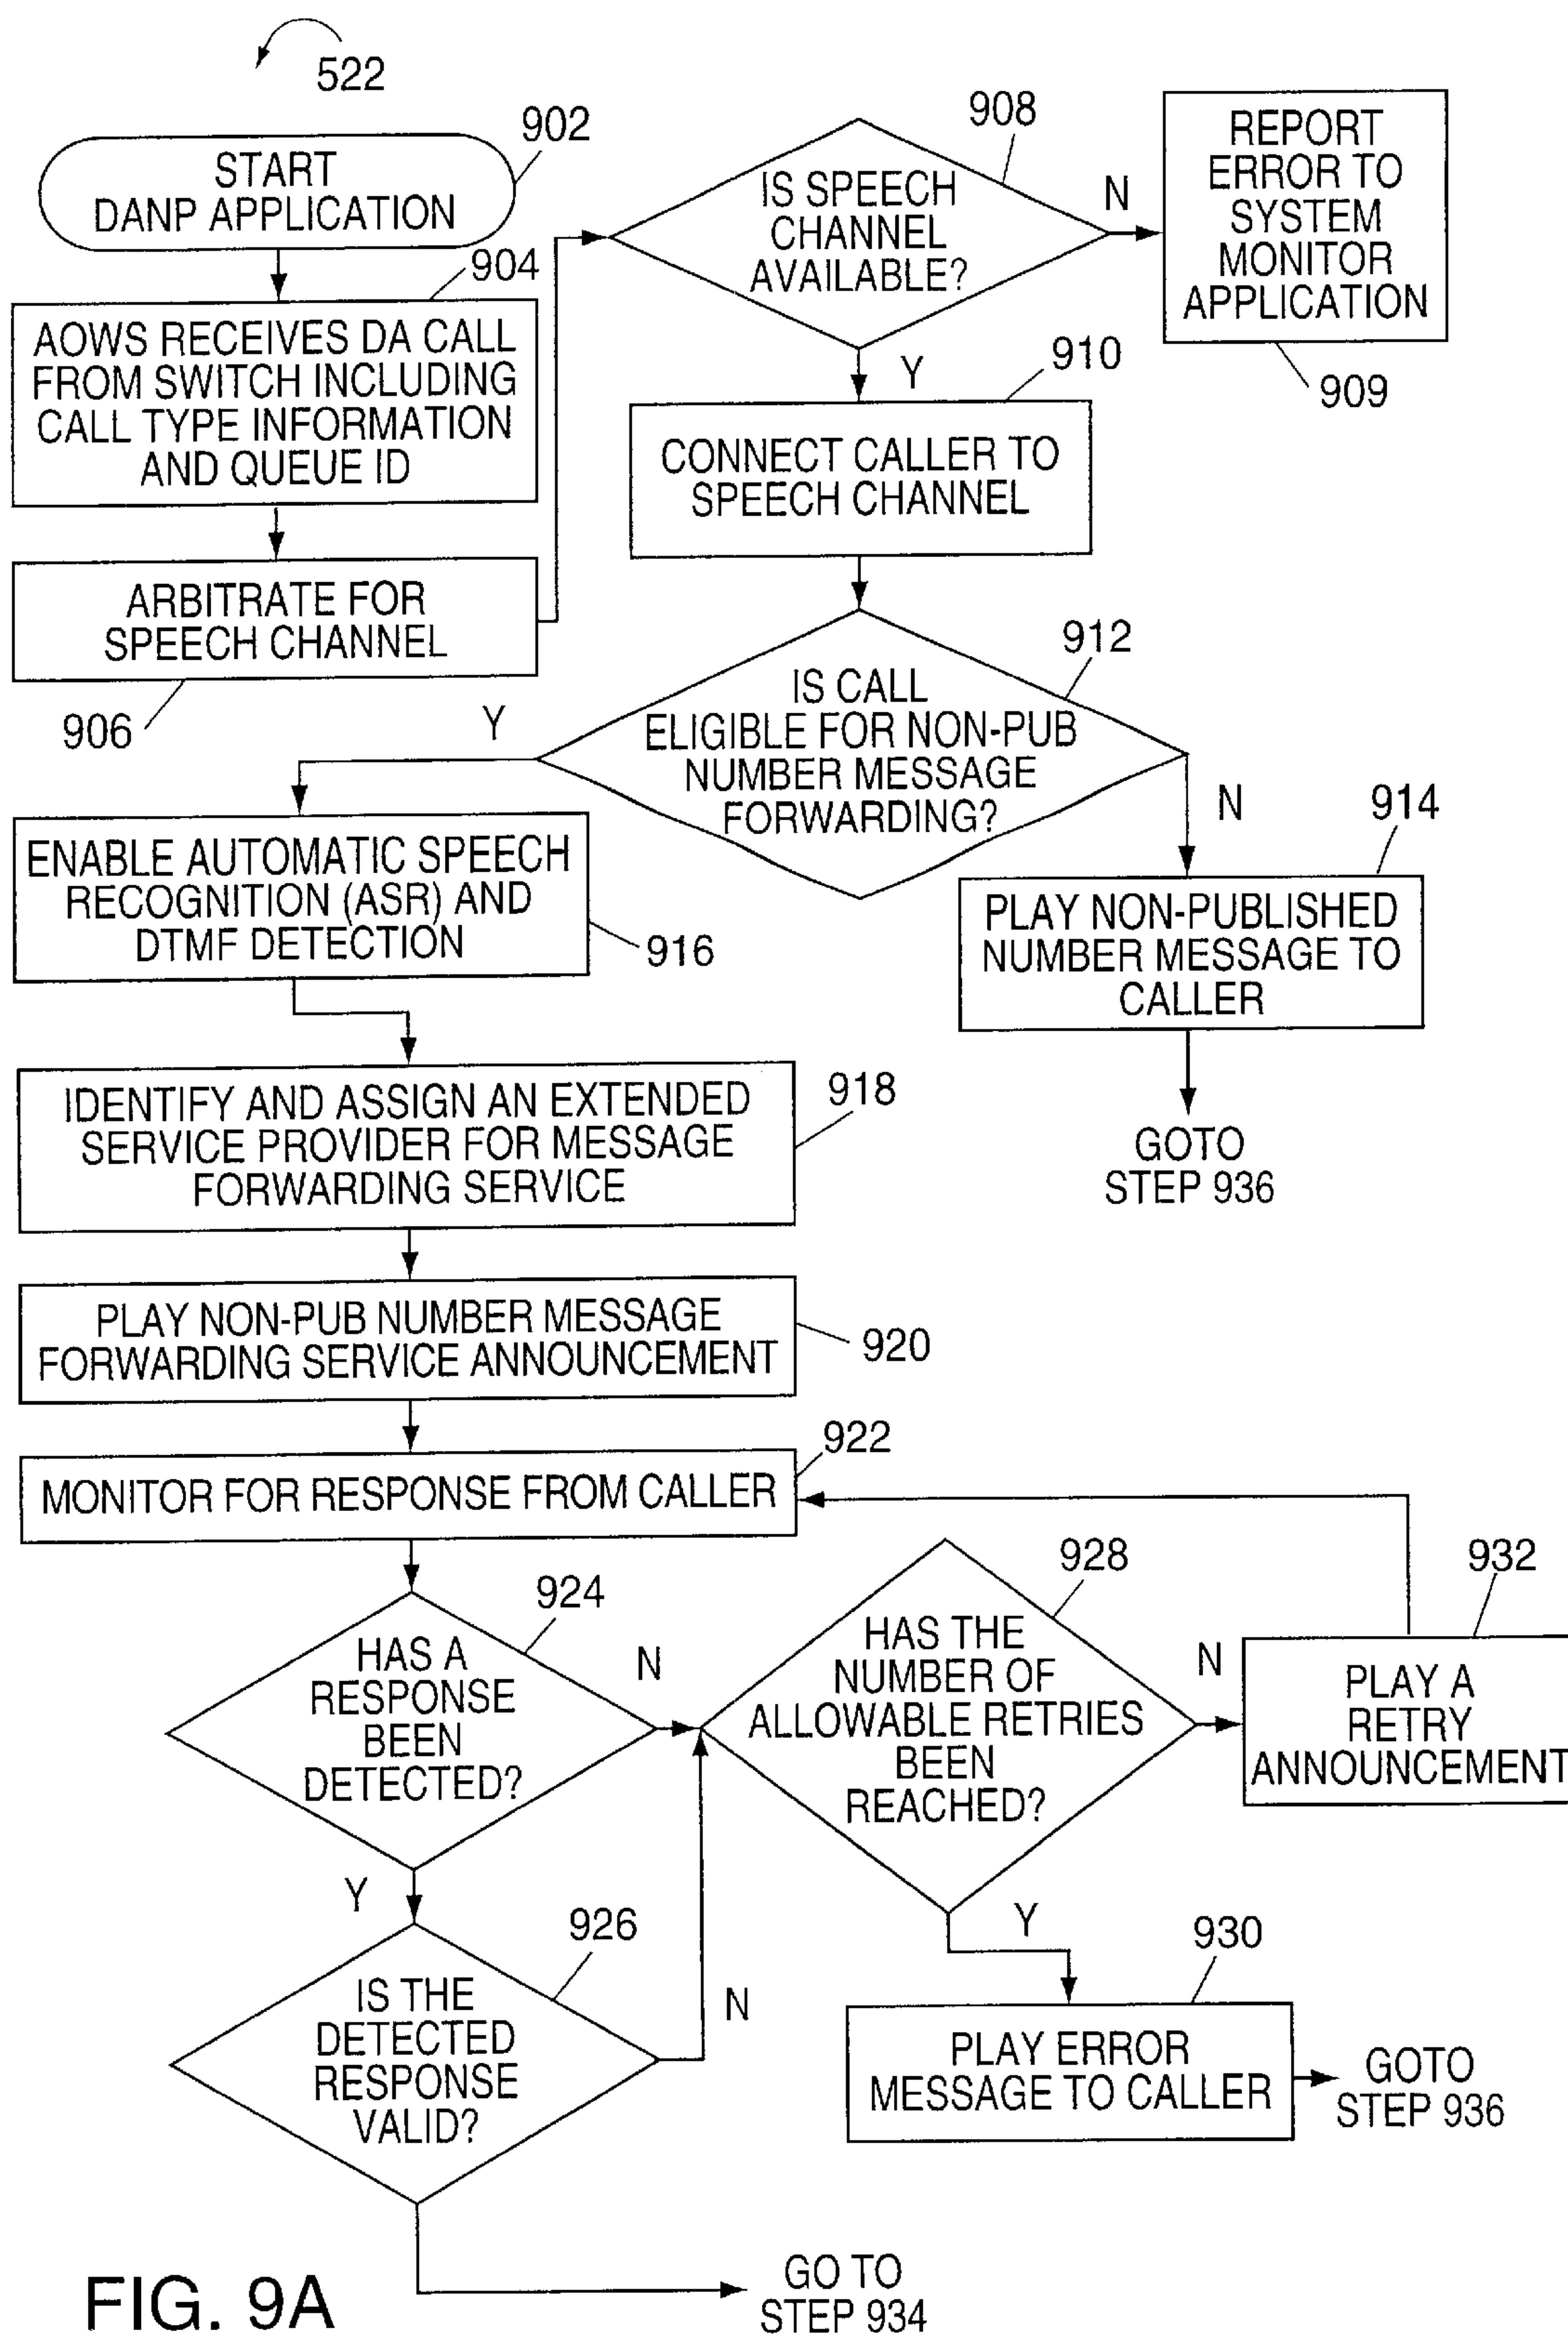 522
902
START
DANP APPLICATION
904
AOWS RECEIVES DA CALL
FROM SWITCH INCLUDING
CALL TYPE INFORMATION
AND QUEUE ID
ARBITRATE FOR
SPEECH CHANNEL
906
908
IS SPEECH
CHANNEL
AVAILABLE?
N
REPORT
ERROR TO
SYSTEM
MONITOR
APPLICATION
909
Y
910
CONNECT CALLER TO
SPEECH CHANNEL
912
IS CALL
ELIGIBLE FOR NON-PUB
NUMBER MESSAGE
FORWARDING?
Y
N
914
PLAY NON-PUBLISHED
NUMBER MESSAGE TO
CALLER
GOTO
STEP 936
ENABLE AUTOMATIC SPEECH
RECOGNITION (ASR) AND
DTMF DETECTION
916
IDENTIFY AND ASSIGN AN EXTENDED
SERVICE PROVIDER FOR MESSAGE
FORWARDING SERVICE
918
PLAY NON-PUB NUMBER MESSAGE
FORWARDING SERVICE ANNOUNCEMENT
920
922
MONITOR FOR RESPONSE FROM CALLER
924
HAS A
RESPONSE
BEEN
DETECTED?
N
928
HAS THE
NUMBER OF
ALLOWABLE RETRIES
BEEN
REACHED?
N
932
PLAY A
RETRY
ANNOUNCEMENT
Y
926
IS THE
DETECTED
RESPONSE
VALID?
N
Y
930
PLAY ERROR
MESSAGE TO CALLER
GOTO
STEP 936
GO TO
STEP 934
FIG. 9A